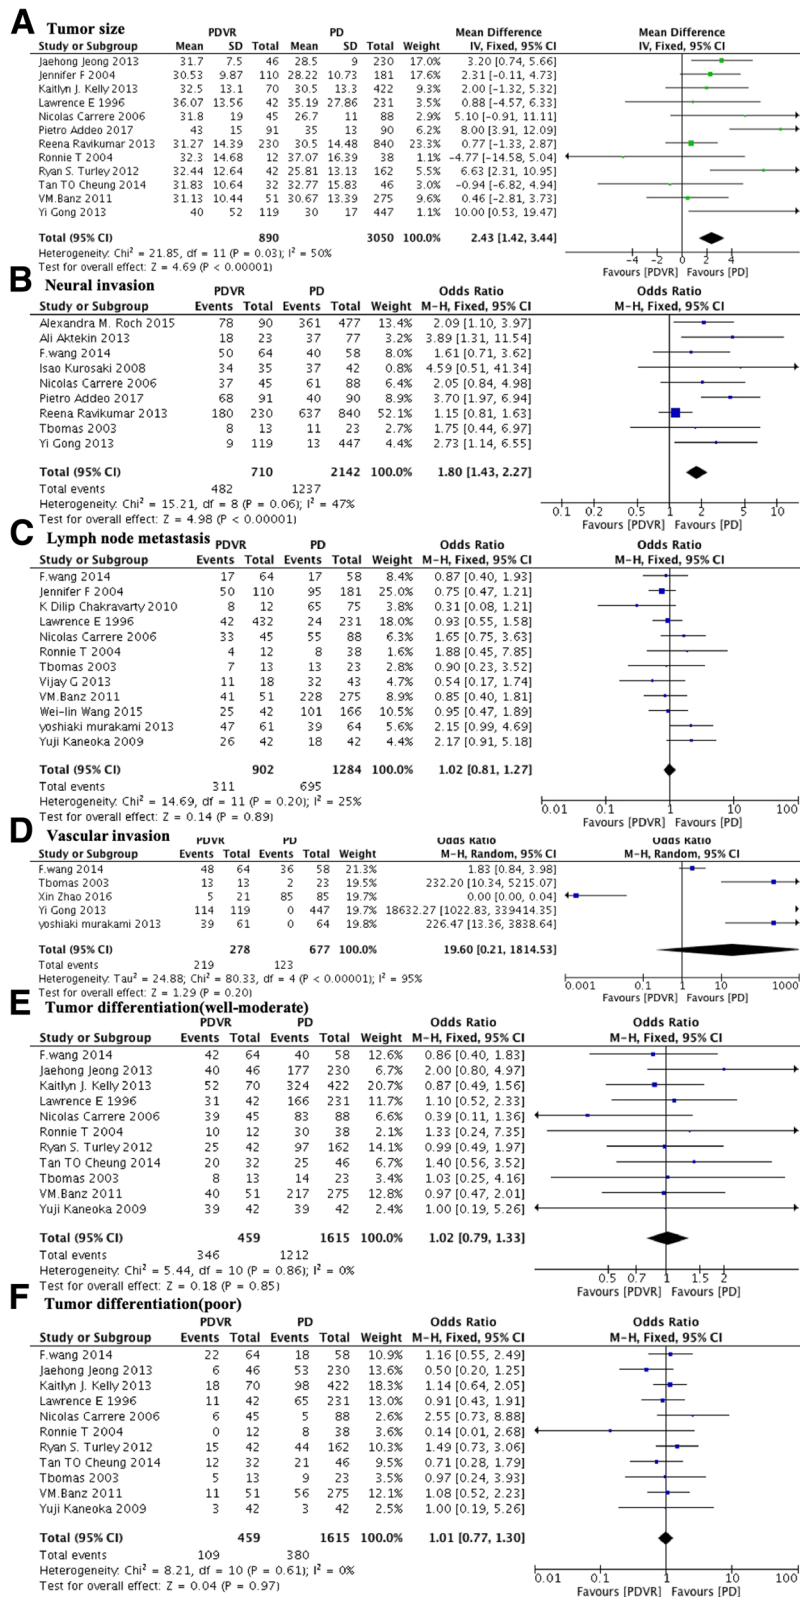 A Tumor size
PDVR PD Mean Difference Mean Difference
Study or Subgroup Mean SD Total Mean SD Total Weight IV, Fixed, 95% CI IV, Fixed, 95% CI
Jaehong Jeong 2013 31.7 7.5 46 28.5 9 230 17.0% 3.20 [0.74, 5.66]
Jennifer F 2004 30.53 9.87 110 28.22 10.73 181 17.6% 2.31 [-0.11, 4.73]
Kaitlyn J. Kelly 2013 32.5 13.1 70 30.5 13.3 422 9.3% 2.00 [-1.32, 5.32]
Lawrence E 1996 36.07 13.56 42 35.19 27.86 231 3.5% 0.88 [-4.57, 6.33]
Nicolas Carrere 2006 31.8 19 45 26.7 11 88 2.8% 5.10 [-0.91, 11.11]
Pietro Addeo 2017 43 15 91 35 13 90 6.2% 8.00 [3.91, 12.09]
Reena Ravikumar 2013 31.27 14.39 230 30.5 14.48 840 23.3% 0.77 [-1.33, 2.87]
Ronnie T 2004 32.3 14.68 12 37.07 16.39 38 1.1% -4.77 [-14.58, 5.04]
Ryan S. Turley 2012 32.44 12.64 42 25.81 13.13 162 5.5% 6.63 [2.31, 10.95]
Tan TO Cheung 2014 31.83 10.64 32 32.77 15.83 46 3.0% -0.94 [-6.82, 4.94]
VM.Banz 2011 31.13 10.44 51 30.67 13.39 275 9.6% 0.46 [-2.81, 3.73]
Yi Gong 2013 40 52 119 30 17 447 1.1% 10.00 [0.53, 19.47]
Total (95% CI) 890 3050 100.0% 2.43 [1.42, 3.44]
Heterogeneity: Chi² = 21.85, df = 11 (P = 0.03); I² = 50%
Test for overall effect: Z = 4.69 (P < 0.00001)
-4 -2 0 2 4
Favours [PDVR] Favours [PD]
B Neural invasion
PDVR PD Odds Ratio Odds Ratio
Study or Subgroup Events Total Events Total Weight M-H, Fixed, 95% CI M-H, Fixed, 95% CI
Alexandra M. Roch 2015 78 90 361 477 13.4% 2.09 [1.10, 3.97]
Ali Aktekin 2013 18 23 37 77 3.2% 3.89 [1.31, 11.54]
F.wang 2014 50 64 40 58 8.0% 1.61 [0.71, 3.62]
Isao Kurosaki 2008 34 35 37 42 0.8% 4.59 [0.51, 41.34]
Nicolas Carrere 2006 37 45 61 88 6.8% 2.05 [0.84, 4.98]
Pietro Addeo 2017 68 91 40 90 8.9% 3.70 [1.97, 6.94]
Reena Ravikumar 2013 180 230 637 840 52.1% 1.15 [0.81, 1.63]
Tbomas 2003 8 13 11 23 2.7% 1.75 [0.44, 6.97]
Yi Gong 2013 9 119 13 447 4.4% 2.73 [1.14, 6.55]
Total (95% CI) 710 2142 100.0% 1.80 [1.43, 2.27]
Total events 482 1237
Heterogeneity: Chi² = 15.21, df = 8 (P = 0.06); I² = 47%
Test for overall effect: Z = 4.98 (P < 0.00001)
0.1 0.2 0.5 1 2 5 10
Favours [PDVR] Favours [PD]
C Lymph node metastasis
PDVR PD Odds Ratio Odds Ratio
Study or Subgroup Events Total Events Total Weight M-H, Fixed, 95% CI M-H, Fixed, 95% CI
F.wang 2014 17 64 17 58 8.4% 0.87 [0.40, 1.93]
Jennifer F 2004 50 110 95 181 25.0% 0.75 [0.47, 1.21]
K Dilip Chakravarty 2010 8 12 65 75 3.8% 0.31 [0.08, 1.21]
Lawrence E 1996 42 432 24 231 18.0% 0.93 [0.55, 1.58]
Nicolas Carrere 2006 33 45 55 88 6.3% 1.65 [0.75, 3.63]
Ronnie T 2004 4 12 8 38 1.6% 1.88 [0.45, 7.85]
Tbomas 2003 7 13 13 23 2.8% 0.90 [0.23, 3.52]
Vijay G 2013 11 18 32 43 4.7% 0.54 [0.17, 1.74]
VM.Banz 2011 41 51 228 275 8.9% 0.85 [0.40, 1.81]
Wei-lin Wang 2015 25 42 101 166 10.5% 0.95 [0.47, 1.89]
yoshiaki murakami 2013 47 61 39 64 5.6% 2.15 [0.99, 4.69]
Yuji Kaneoka 2009 26 42 18 42 4.4% 2.17 [0.91, 5.18]
Total (95% CI) 902 1284 100.0% 1.02 [0.81, 1.27]
Total events 311 695
Heterogeneity: Chi² = 14.69, df = 11 (P = 0.20); I² = 25%
Test for overall effect: Z = 0.14 (P = 0.89)
0.01 0.1 1 10 100
Favours [PDVR] Favours [PD]
D Vascular invasion
PDVR PD Odds Ratio Odds Ratio
Study or Subgroup Events Total Events Total Weight M-H, Random, 95% CI M-H, Random, 95% CI
F.wang 2014 48 64 36 58 21.3% 1.83 [0.84, 3.98]
Tbomas 2003 13 13 2 23 19.5% 232.20 [10.34, 5215.07]
Xin Zhao 2016 5 21 85 85 19.7% 0.00 [0.00, 0.04]
Yi Gong 2013 114 119 0 447 19.7% 18632.27 [1022.83, 339414.35]
yoshiaki murakami 2013 39 61 0 64 19.8% 226.47 [13.36, 3838.64]
Total (95% CI) 278 677 100.0% 19.60 [0.21, 1814.53]
Total events 219 123
Heterogeneity: Tau² = 24.88; Chi² = 80.33, df = 4 (P < 0.00001); I² = 95%
Test for overall effect: Z = 1.29 (P = 0.20)
0.001 0.1 1 10 1000
Favours [PDVR] Favours [PD]
E Tumor differentiation(well-moderate)
PDVR PD Odds Ratio Odds Ratio
Study or Subgroup Events Total Events Total Weight M-H, Fixed, 95% CI M-H, Fixed, 95% CI
F.wang 2014 42 64 40 58 12.6% 0.86 [0.40, 1.83]
Jaehong Jeong 2013 40 46 177 230 6.7% 2.00 [0.80, 4.97]
Kaitlyn J. Kelly 2013 52 70 324 422 20.7% 0.87 [0.49, 1.56]
Lawrence E 1996 31 42 166 231 11.7% 1.10 [0.52, 2.33]
Nicolas Carrere 2006 39 45 83 88 6.6% 0.39 [0.11, 1.36]
Ronnie T 2004 10 12 30 38 2.1% 1.33 [0.24, 7.35]
Ryan S. Turley 2012 25 42 97 162 14.1% 0.99 [0.49, 1.97]
Tan TO Cheung 2014 20 32 25 46 6.7% 1.40 [0.56, 3.52]
Tbomas 2003 8 13 14 23 3.4% 1.03 [0.25, 4.16]
VM.Banz 2011 40 51 217 275 12.8% 0.97 [0.47, 2.01]
Yuji Kaneoka 2009 39 42 39 42 2.4% 1.00 [0.19, 5.26]
Total (95% CI) 459 1615 100.0% 1.02 [0.79, 1.33]
Total events 346 1212
Heterogeneity: Chi² = 5.44, df = 10 (P = 0.86); I² = 0%
Test for overall effect: Z = 0.18 (P = 0.85)
0.5 0.7 1 1.5 2
Favours [PDVR] Favours [PD]
F Tumor differentiation(poor)
PDVR PD Odds Ratio Odds Ratio
Study or Subgroup Events Total Events Total Weight M-H, Fixed, 95% CI M-H, Fixed, 95% CI
F.wang 2014 22 64 18 58 10.9% 1.16 [0.55, 2.49]
Jaehong Jeong 2013 6 46 53 230 13.6% 0.50 [0.20, 1.25]
Kaitlyn J. Kelly 2013 18 70 98 422 18.3% 1.14 [0.64, 2.05]
Lawrence E 1996 11 42 65 231 11.4% 0.91 [0.43, 1.91]
Nicolas Carrere 2006 6 45 5 88 2.6% 2.55 [0.73, 8.88]
Ronnie T 2004 0 12 8 38 3.6% 0.14 [0.01, 2.68]
Ryan S. Turley 2012 15 42 44 162 10.3% 1.49 [0.73, 3.06]
Tan TO Cheung 2014 12 32 21 46 9.5% 0.71 [0.28, 1.79]
Tbomas 2003 5 13 9 23 3.4% 0.97 [0.24, 3.93]
VM.Banz 2011 11 51 56 275 12.1% 1.08 [0.52, 2.23]
Yuji Kaneoka 2009 3 42 3 42 2.5% 1.00 [0.19, 5.26]
Total (95% CI) 459 1615 100.0% 1.01 [0.77, 1.30]
Total events 109 380
Heterogeneity: Chi² = 8.21, df = 10 (P = 0.61); I² = 0%
Test for overall effect: Z = 0.04 (P = 0.97)
0.01 0.1 1 10 100
Favours [PDVR] Favours [PD]